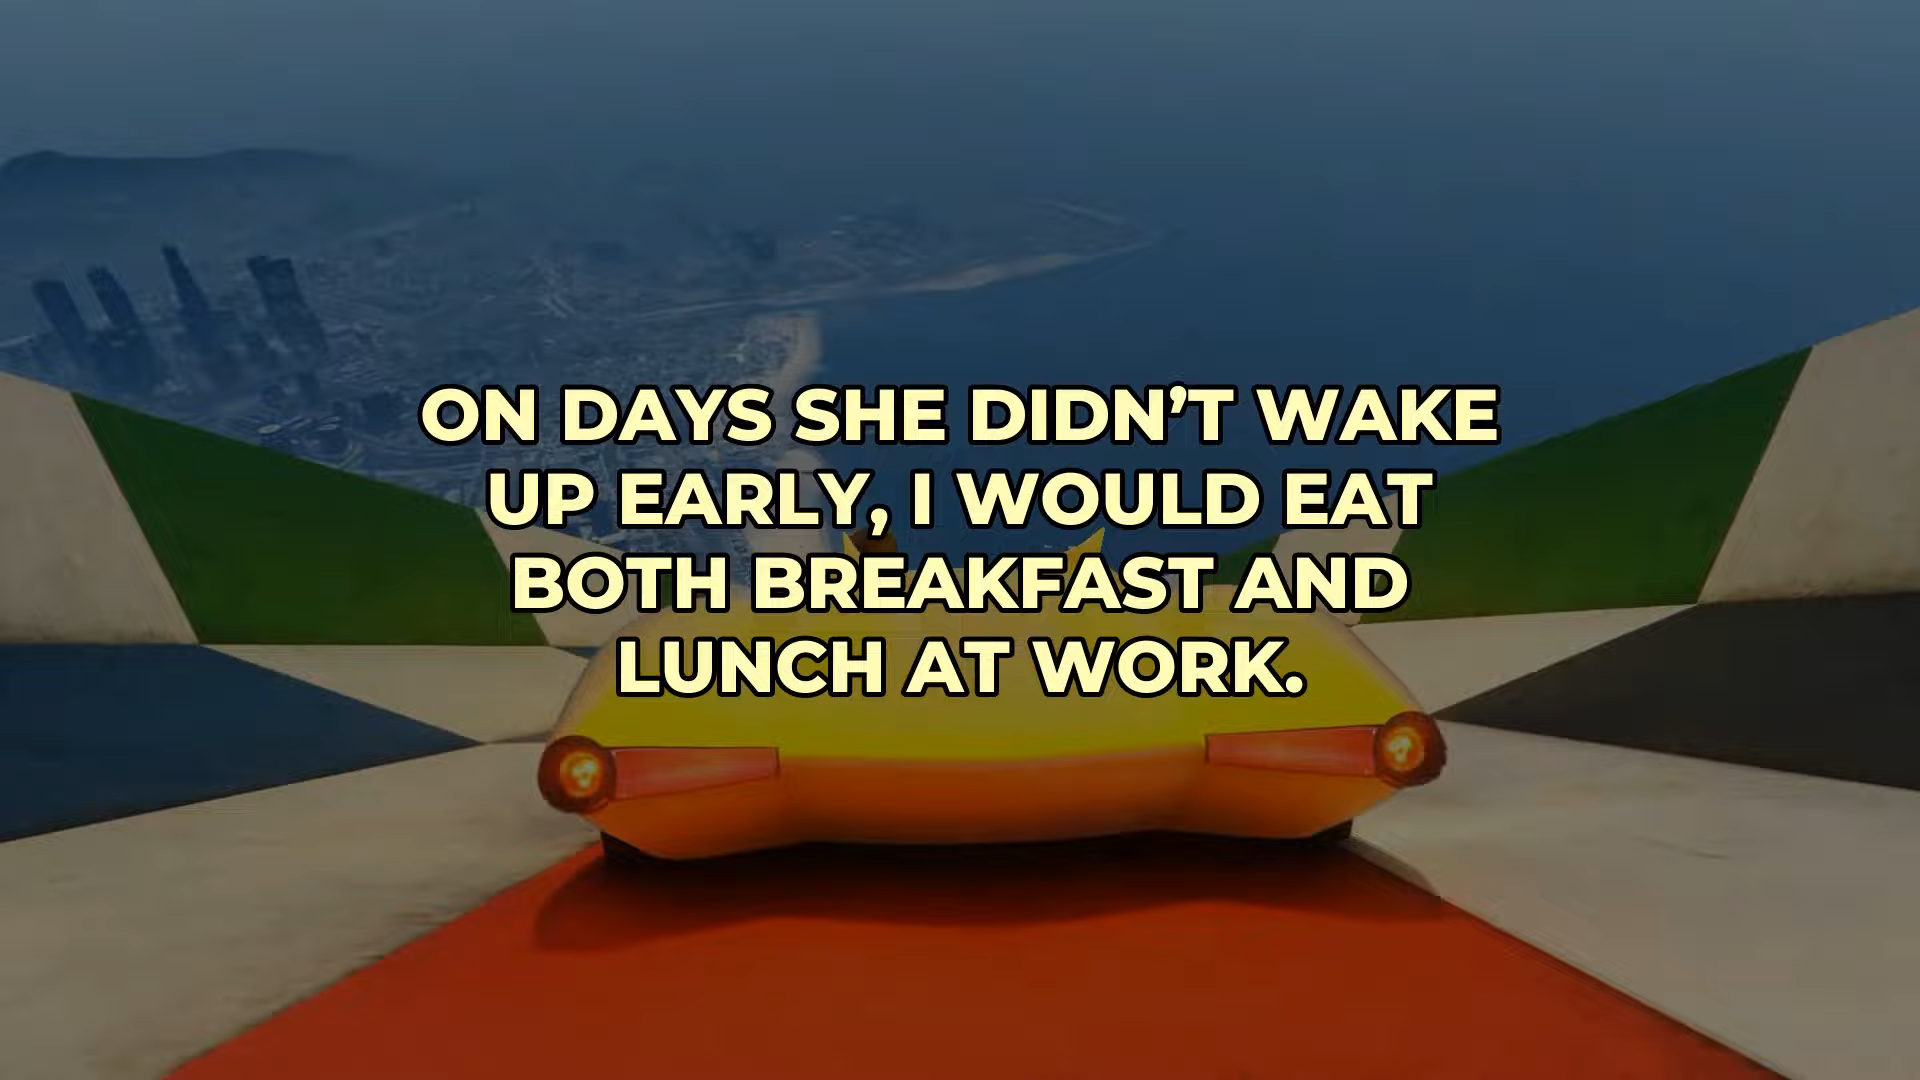 ON DAYS SHE DIDN’T WAKE
UP EARLY, I WOULD EAT
BOTH BREAKFAST AND
LUNCH AT WORK.